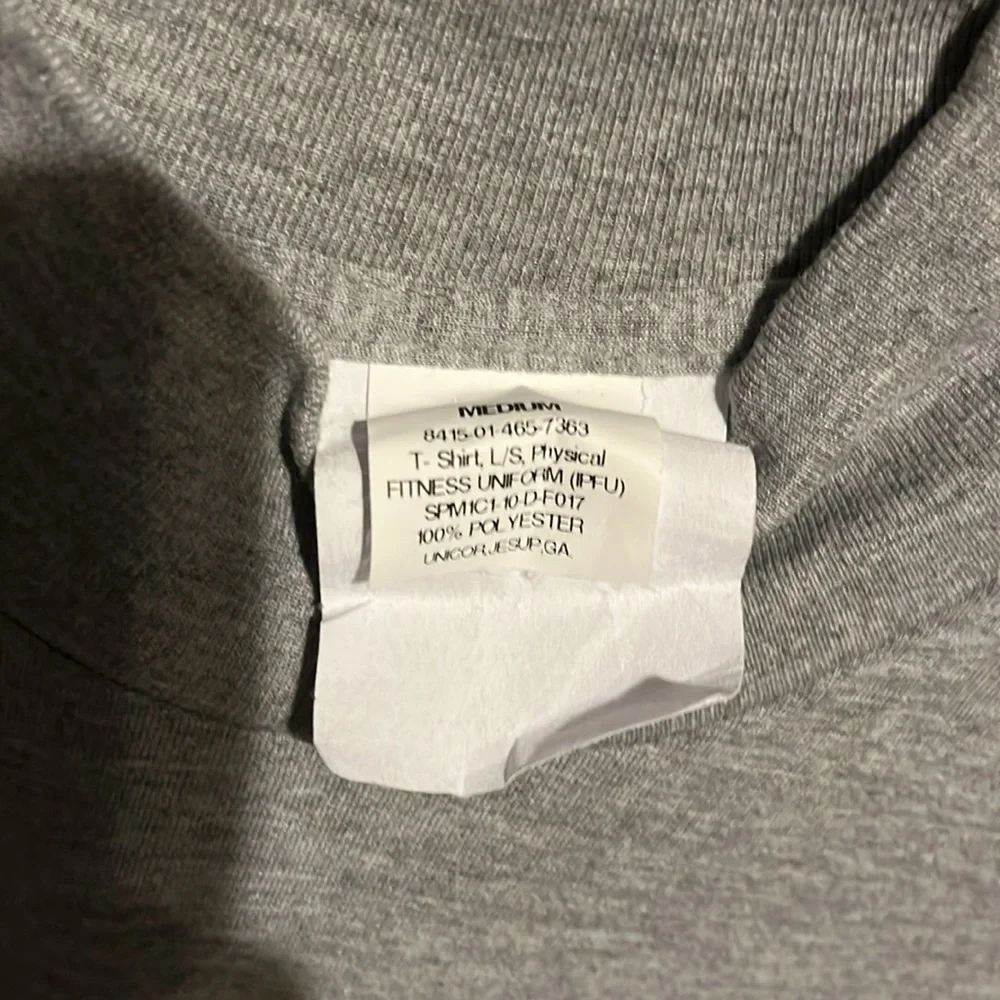 MEDIUM
8415-01-465-7363
T- Shirt, L/S, Physical
FITNESS UNIFORM (IPFU)
SPM1C1-10-D-F017
100% POLYESTER
UNICOR, JESUP, GA.